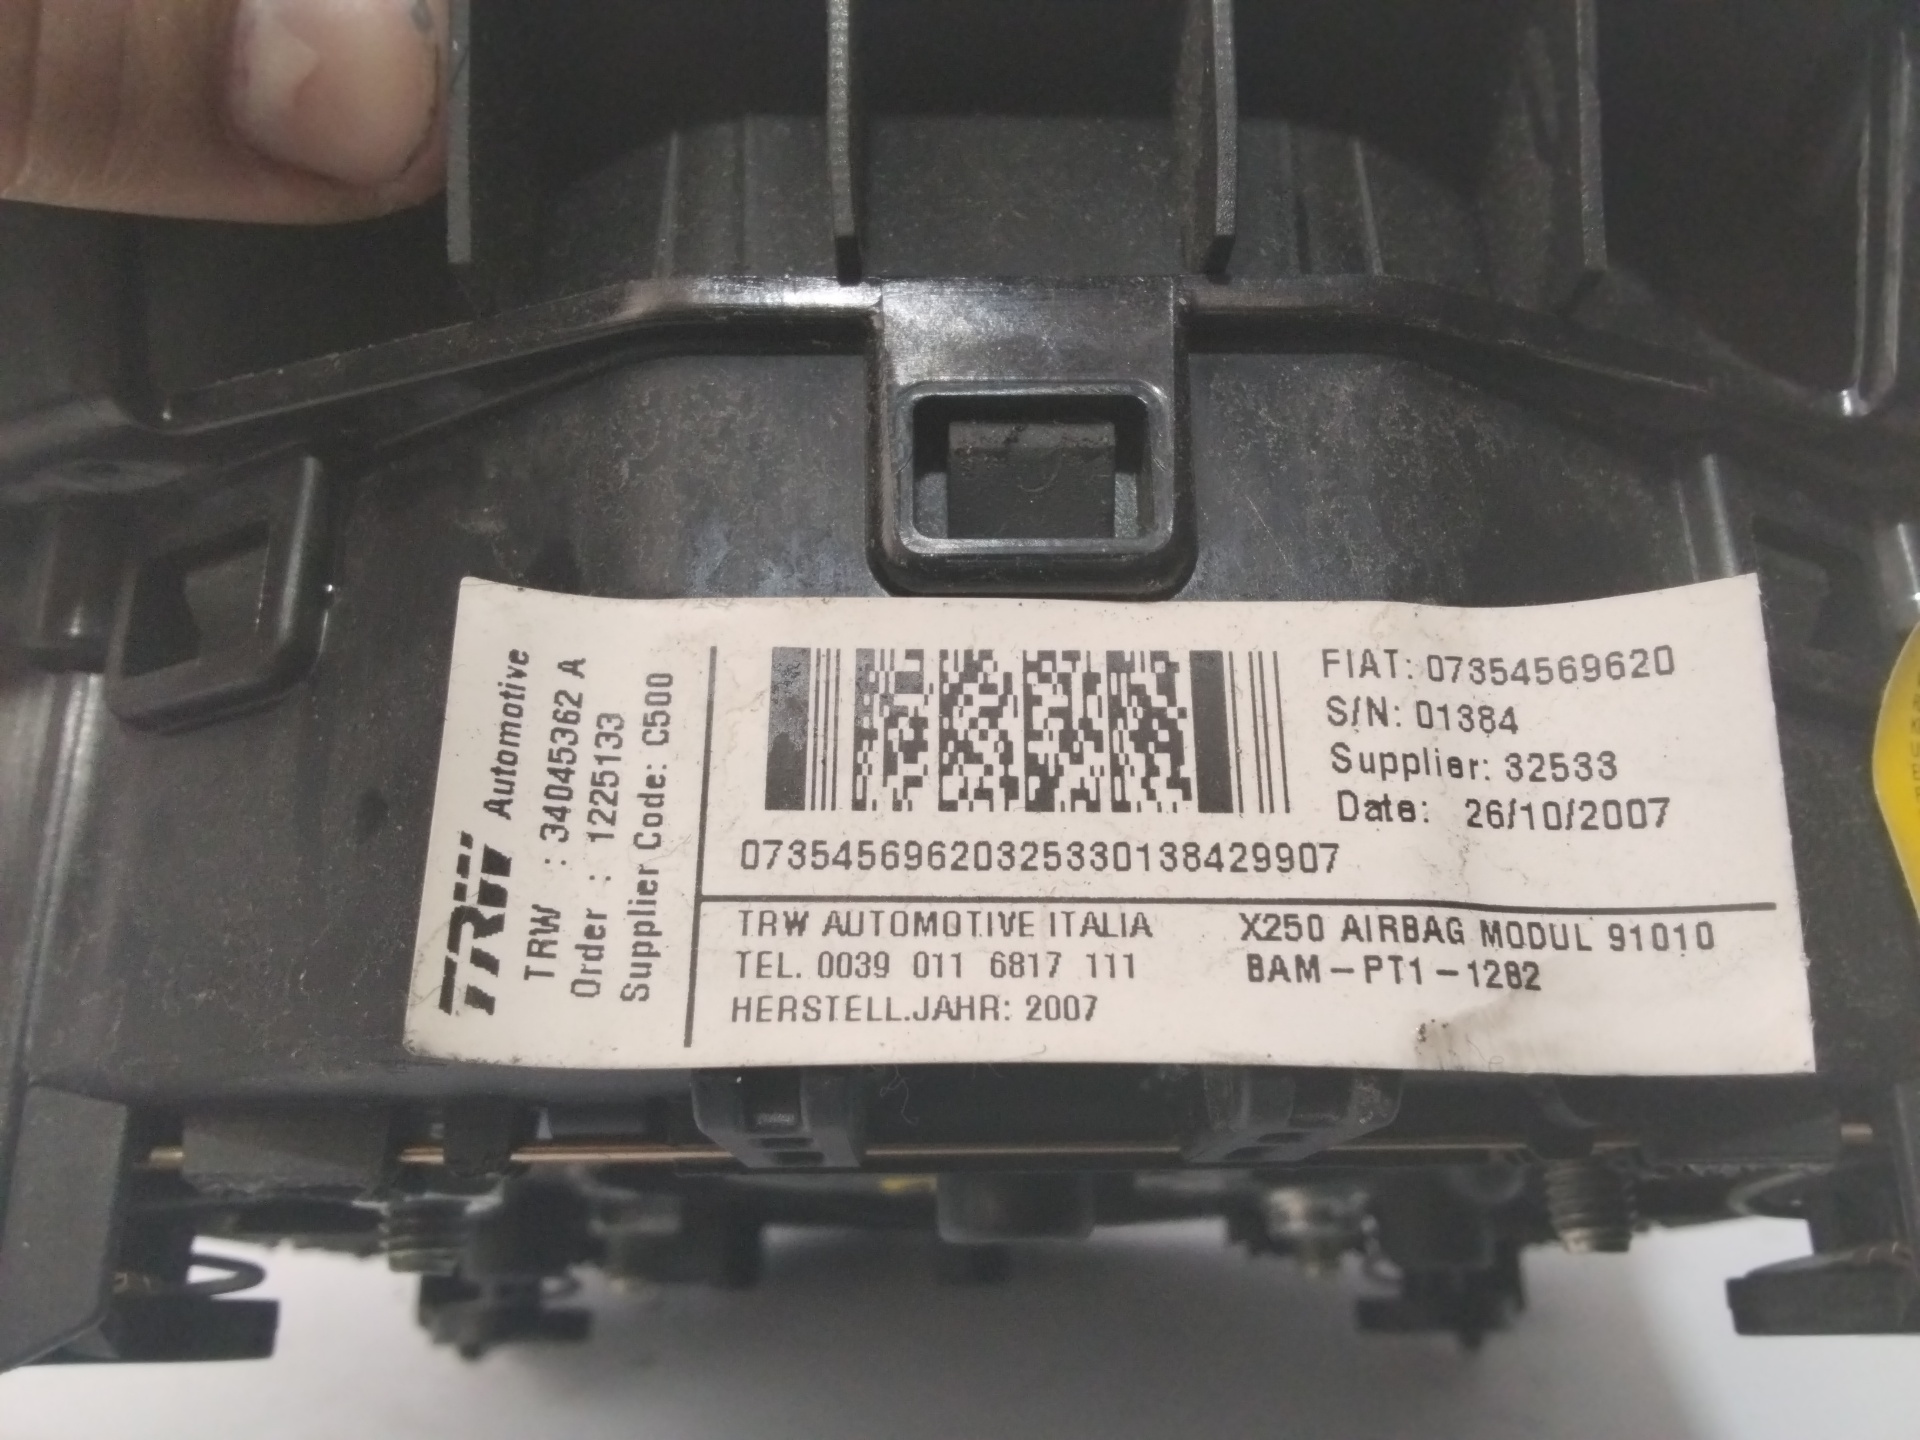 TRW Automotive
TRW : 34045362 A
Order : 1225133
Supplier Code: C500
FIAT: 07354569620
S/N: 01384
Supplier: 32533
Date: 26/10/2007
07354569620325330138429907
TRW AUTOMOTIVE ITALIA
TEL. 0039 011 6817 111
HERSTELL.JAHR: 2007
X250 AIRBAG MODUL 91010
BAM-PT1-1282